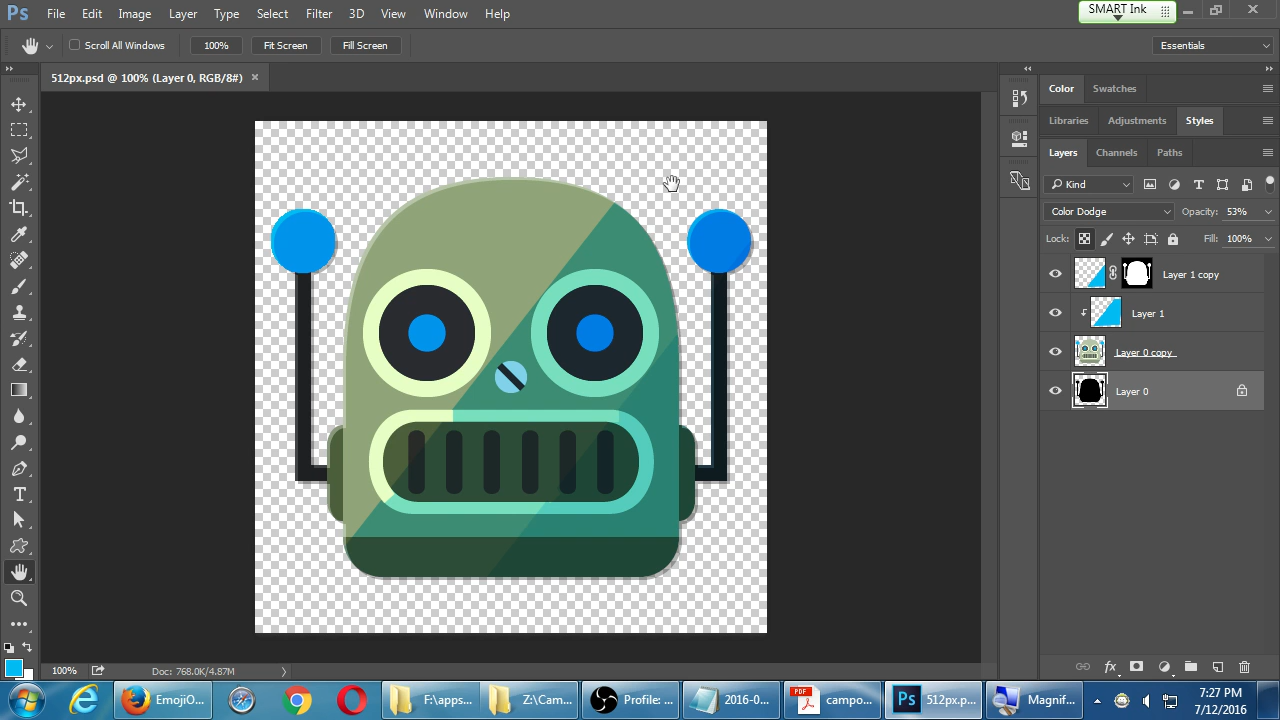 Ps File Edit Image Layer Type Select Filter 3D View Window Help SMART Ink
Scroll All Windows 100% Fit Screen Fill Screen Essentials
512px.psd @ 100% (Layer 0, RGB/8#) ×
Color Swatches
Libraries Adjustments Styles
Layers Channels Paths
Kind
Color Dodge Opacity: 53%
Lock: Fill: 100%
Layer 1 copy
Layer 1
Layer 0 copy
Layer 0
100% Doc: 768.0K/4.87M
EmojiO... F:\apps... Z:\Cam... Profile: ... 2016-0... campo... 512px.p... Magnif...
7:27 PM
7/12/2016